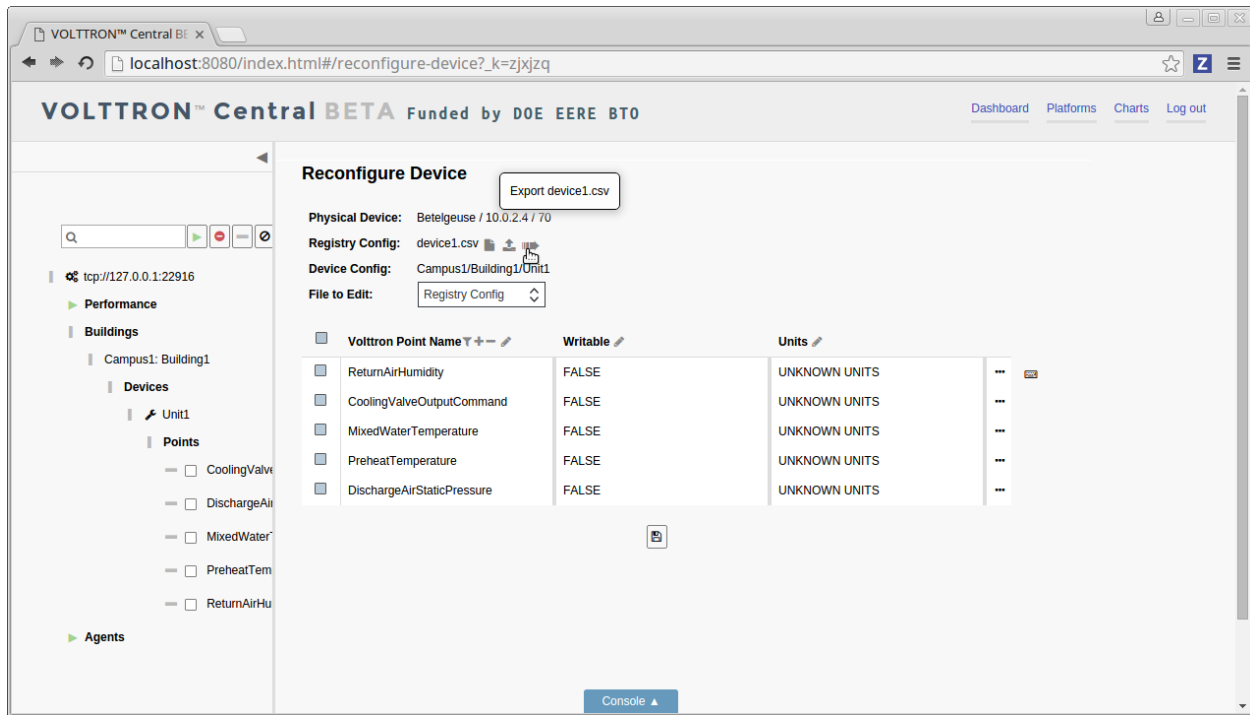 VOLTTRON™ Central BE
localhost:8080/index.html#/reconfigure-device?_k=zjxjzq
Z
VOLTTRON™ Central BETA Funded by DOE EERE BTO
Dashboard Platforms Charts Log out
tcp://127.0.0.1:22916
Performance
Buildings
Campus1: Building1
Devices
Unit1
Points
CoolingValve
DischargeAir
MixedWaterT
PreheatTem
ReturnAirHu
Agents
Reconfigure Device
Export device1.csv
Physical Device: Betelgeuse / 10.0.2.4 / 70
Registry Config: device1.csv
Device Config: Campus1/Building1/Unit1
File to Edit: Registry Config
Volttron Point Name Writable Units
ReturnAirHumidity FALSE UNKNOWN UNITS
CoolingValveOutputCommand FALSE UNKNOWN UNITS
MixedWaterTemperature FALSE UNKNOWN UNITS
PreheatTemperature FALSE UNKNOWN UNITS
DischargeAirStaticPressure FALSE UNKNOWN UNITS
Console ▲